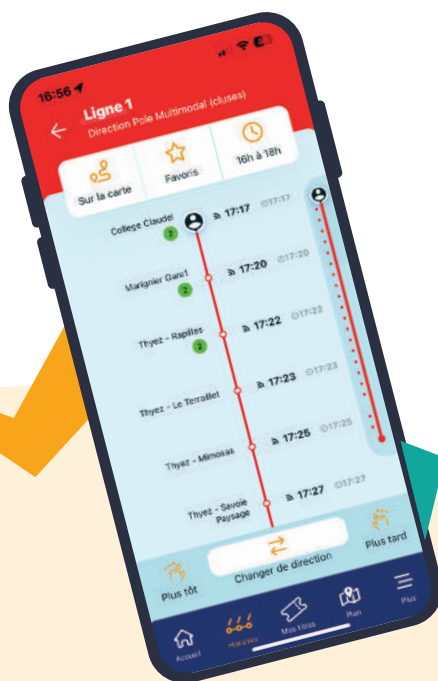 16:56
Ligne 1
Direction Pole Multimodal (cluses)
Sur la carte
Favoris
16h à 18h
College Claudel
2
17:17
17:17
Marignier Gare1
2
17:20
17:20
Thyez - Rapilles
2
17:22
17:22
Thyez - Le Terraillet
17:23
17:23
Thyez - Mimosas
17:25
17:25
Thyez - Savoie
Paysage
17:27
17:27
Plus tôt
Changer de direction
Plus tard
Accueil
Horaires
Mes titres
Plan
Plus